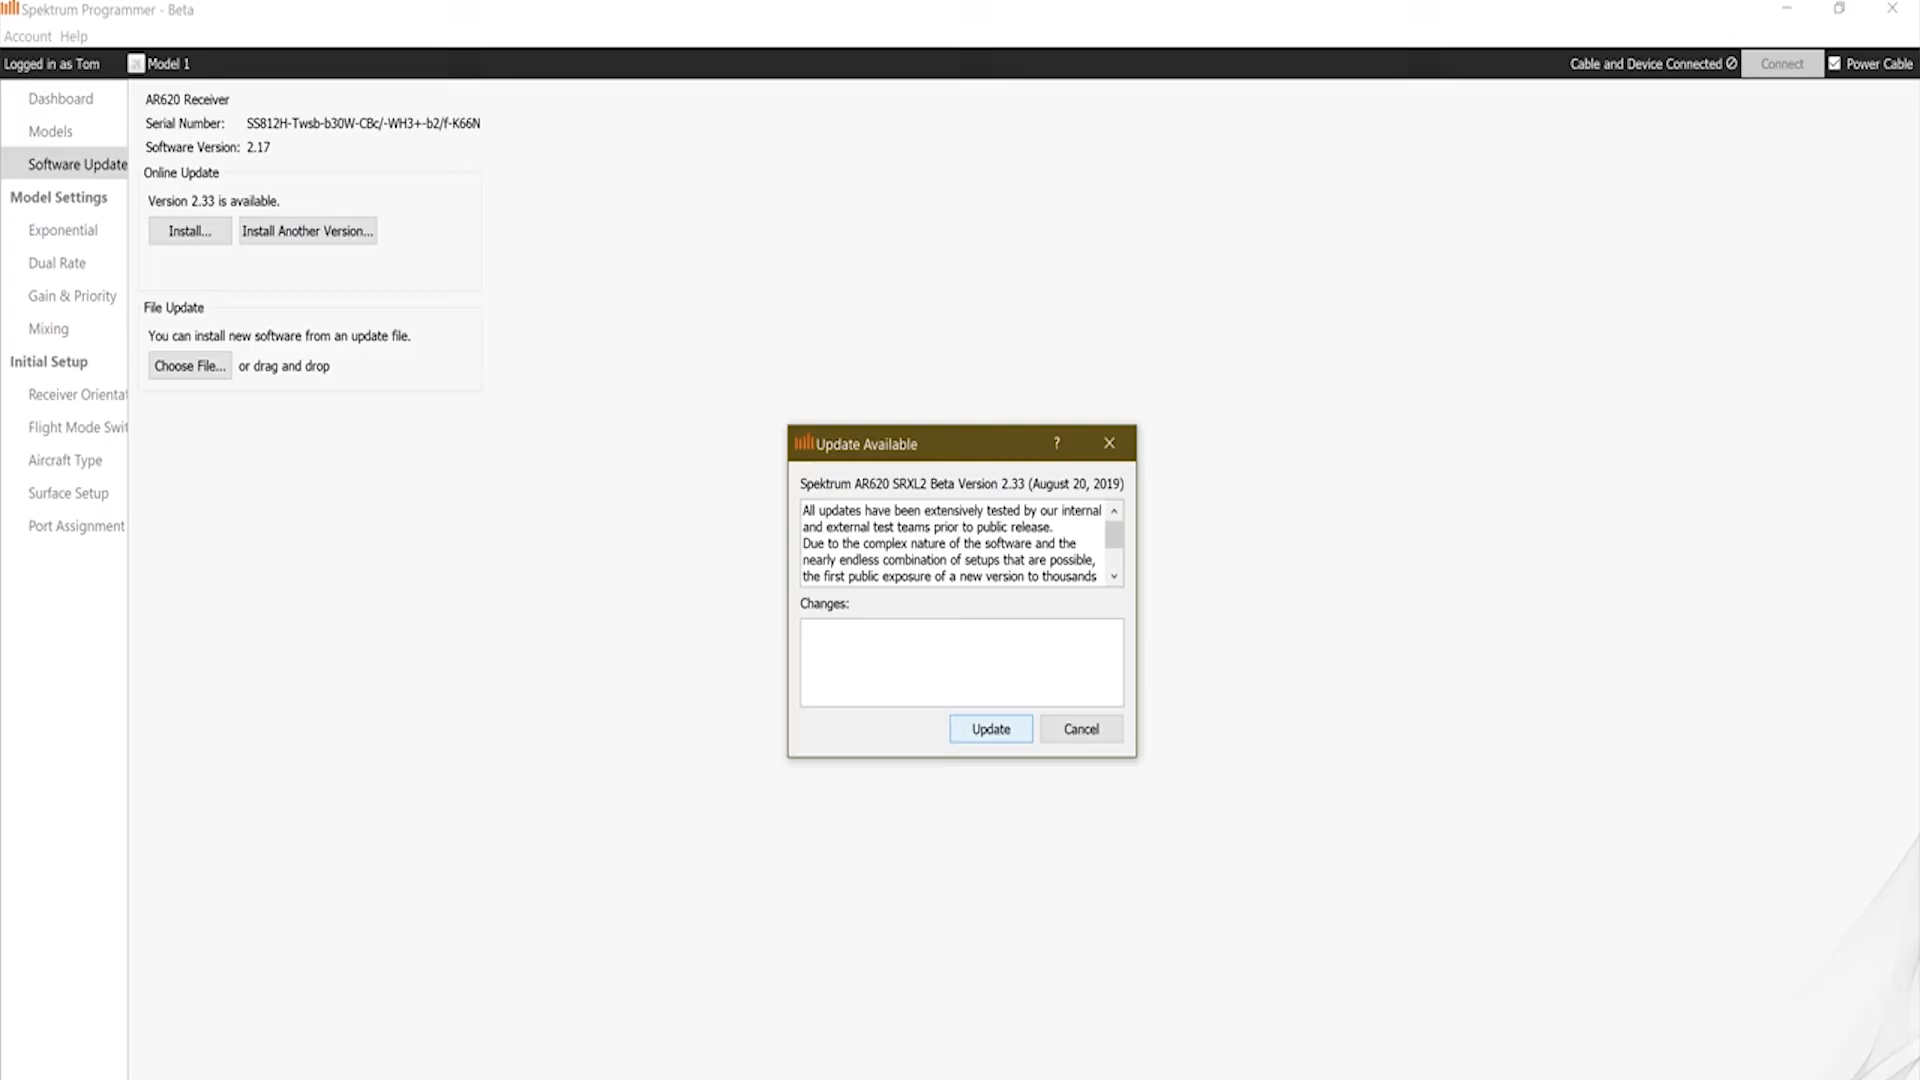 Spektrum Programmer - Beta
Account Help
Logged in as Tom
Model 1
Cable and Device Connected
Connect
Power Cable
Dashboard
Models
Software Update
Model Settings
Exponential
Dual Rate
Gain & Priority
Mixing
Initial Setup
Receiver Orientat
Flight Mode Swit
Aircraft Type
Surface Setup
Port Assignment
AR620 Receiver
Serial Number: SS812H-Twsb-b30W-CBc/-WH3+-b2/f-K66N
Software Version: 2.17
Online Update
Version 2.33 is available.
Install... Install Another Version...
File Update
You can install new software from an update file.
Choose File... or drag and drop
Update Available ?
Spektrum AR620 SRXL2 Beta Version 2.33 (August 20, 2019)
All updates have been extensively tested by our internal
and external test teams prior to public release.
Due to the complex nature of the software and the
nearly endless combination of setups that are possible,
the first public exposure of a new version to thousands
Changes:
Update Cancel